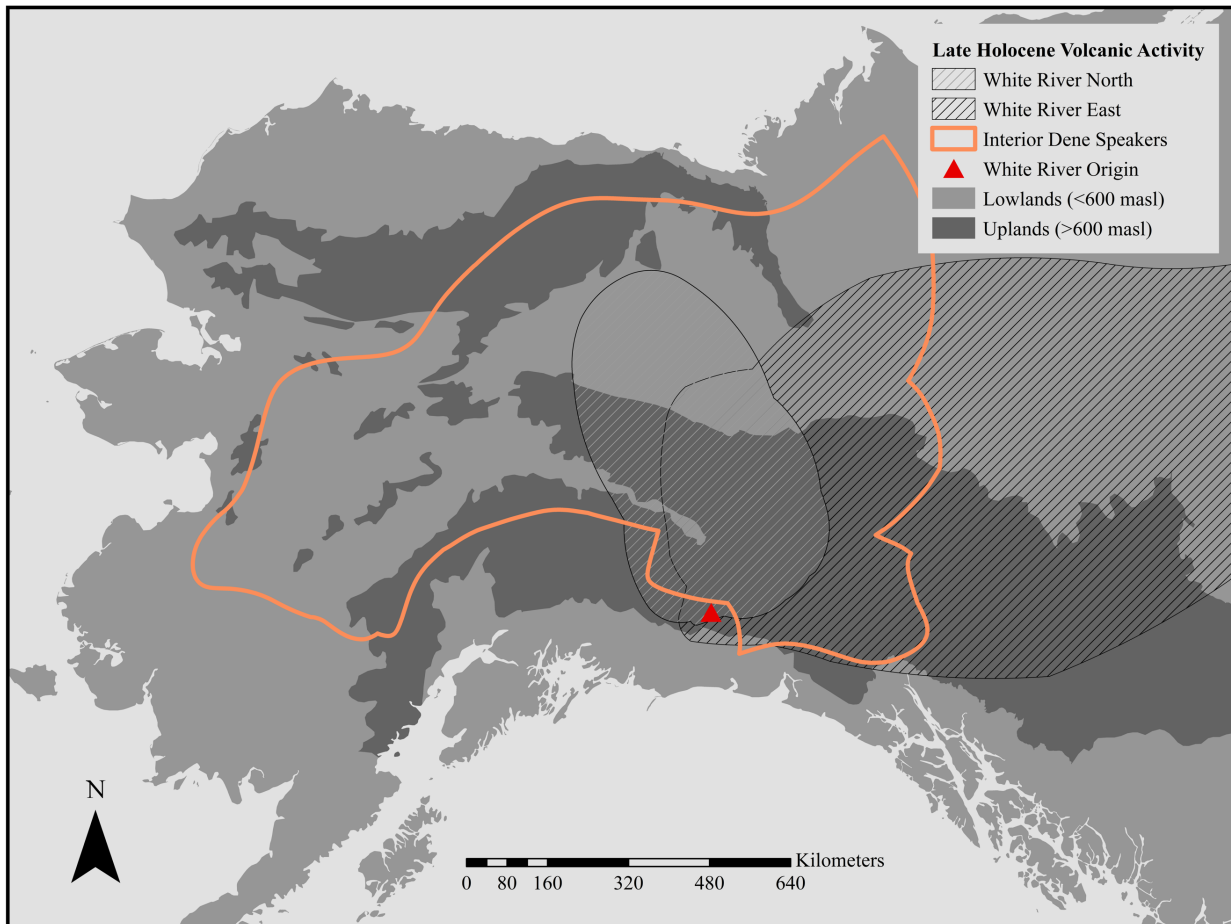 Late Holocene Volcanic Activity
White River North
White River East
Interior Dene Speakers
White River Origin
Lowlands (<600 masl)
Uplands (>600 masl)
N
Kilometers
0 80 160 320 480 640